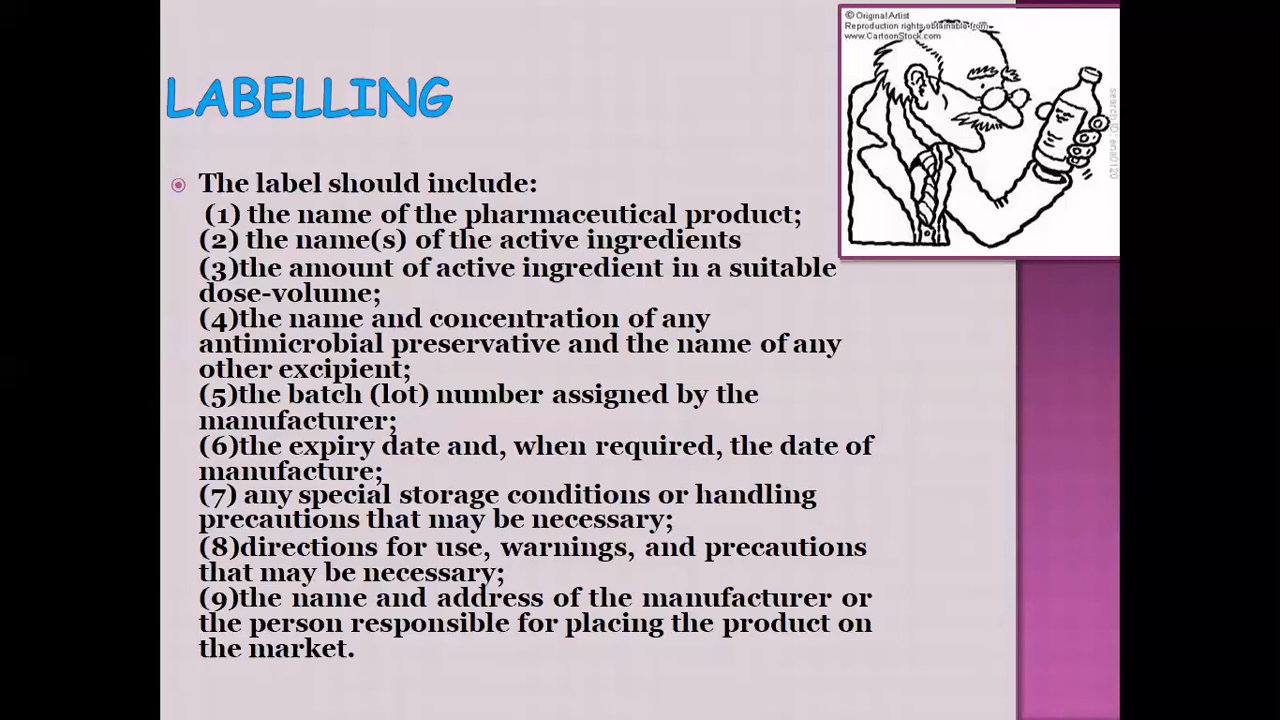 © Original Artist
Reproduction rights obtainable from
www.CartoonStock.com
LABELLING
The label should include:
(1) the name of the pharmaceutical product;
(2) the name(s) of the active ingredients
(3)the amount of active ingredient in a suitable
dose-volume;
(4)the name and concentration of any
antimicrobial preservative and the name of any
other excipient;
(5)the batch (lot) number assigned by the
manufacturer;
(6)the expiry date and, when required, the date of
manufacture;
(7) any special storage conditions or handling
precautions that may be necessary;
(8)directions for use, warnings, and precautions
that may be necessary;
(9)the name and address of the manufacturer or
the person responsible for placing the product on
the market.